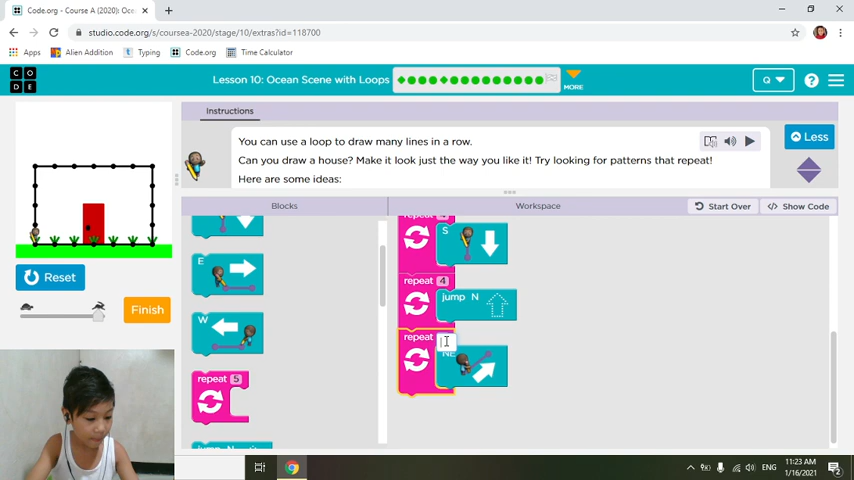 Code.org - Course A (2020): Oce
studio.code.org/s/coursea-2020/stage/10/extras?id=118700
Apps
Alien Addition
Typing
Code.org
Time Calculator
C O
D E
Lesson 10: Ocean Scene with Loops
MORE
Q
Instructions
You can use a loop to draw many lines in a row.
Can you draw a house? Make it look just the way you like it! Try looking for patterns that repeat!
Here are some ideas:
Less
Blocks
Workspace
Start Over
Show Code
Reset
Finish
E
W
repeat 5
S
repeat 4
jump N
repeat
NE
ENG
11:23 AM
1/16/2021
2